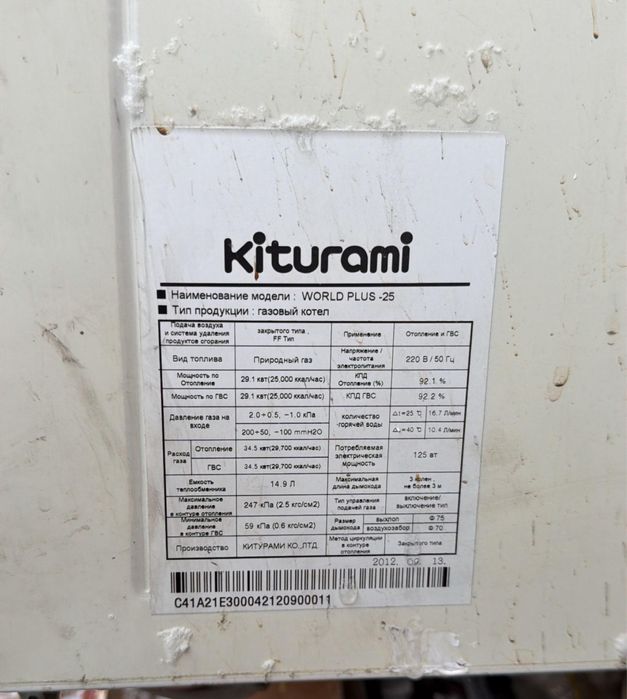 Kiturami
■ Наименование модели : WORLD PLUS -25
■ Тип продукции : газовый котел
Подача воздуха и система удаления /продуктов сгорания закрытого типа , FF Тип Применение Отопление и ГВС
Вид топлива Природный газ Напряжение / частота электропитания 220 В / 50 Гц
Мощность по Отопление 29.1 квт(25,000 ккал/час) КПД Отопление (%) 92.1 %
Мощность по ГВС 29.1 квт(25,000 ккал/час) КПД ГВС 92.2 %
Давление газа на входе 2.0+0.5, -1.0 кПа количество -горячей воды Δt=25 ℃ 16.7 Л/мин
200+50, -100 mmH2O Δt=40 ℃ 10.4 Л/мин
Расход газа Отопление 34.5 квт(29,700 ккал/час) Потребляемая электрическая мощность 125 вт
ГВС 34.5 квт(29,700 ккал/час)
Ёмкость теплообменника 14.9 Л Максимальная длина дымохода 3 колен , не более 3 м
Максимальное давление в контуре отопления 247 кПа (2.5 кгс/см2) Тип управления подачей газа включение/ выключение тип
Минимальное давление в контуре ГВС 59 кПа (0.6 кгс/см2) Размер дымохода выхлоп Φ 75
воздухозабор Φ 70
Производство КИТУРАМИ КО.,ЛТД Метод циркуляции в контуре отопления Закрытого типа
2012. 09. 13.
C41A21E300042120900011